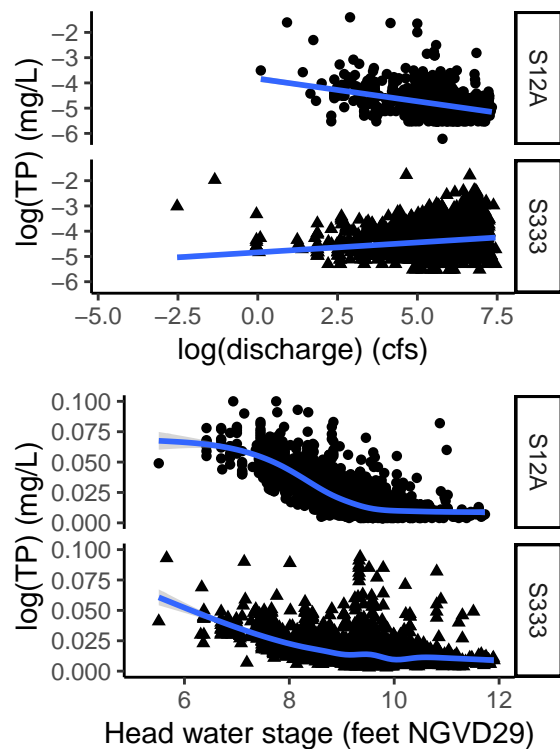 −2
−3
−4
−5
−6
S12A
−2
−3
−4
−5
−6
S333
log(TP) (mg/L)
−5.0 −2.5 0.0 2.5 5.0 7.5
log(discharge) (cfs)
0.100
0.075
0.050
0.025
0.000
S12A
0.100
0.075
0.050
0.025
0.000
S333
log(TP) (mg/L)
6 8 10 12
Head water stage (feet NGVD29)